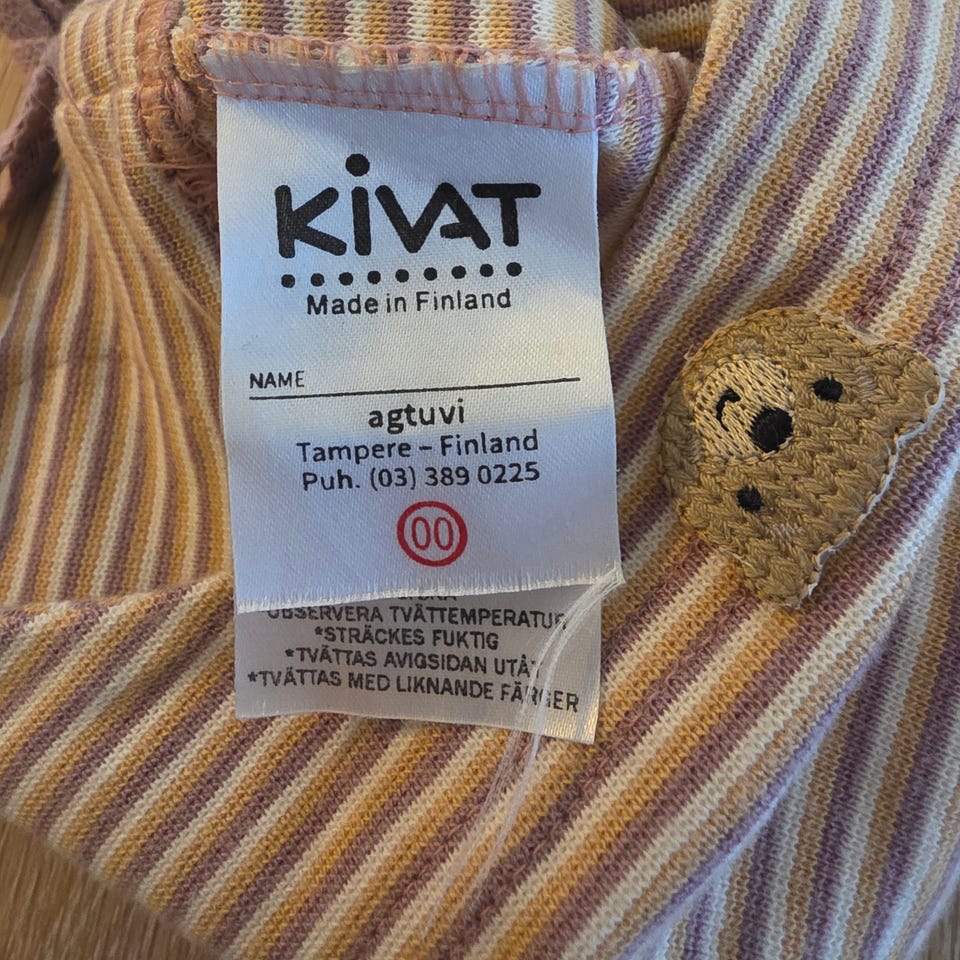 KiVAT
Made in Finland
NAME
agtuvi
Tampere – Finland
Puh. (03) 389 0225
00
OBSERVERA TVÄTTEMPERATUR
*STRÄCKES FUKTIG
*TVÄTTAS AVIGSIDAN UTÅT
*TVÄTTAS MED LIKNANDE FÄRGER